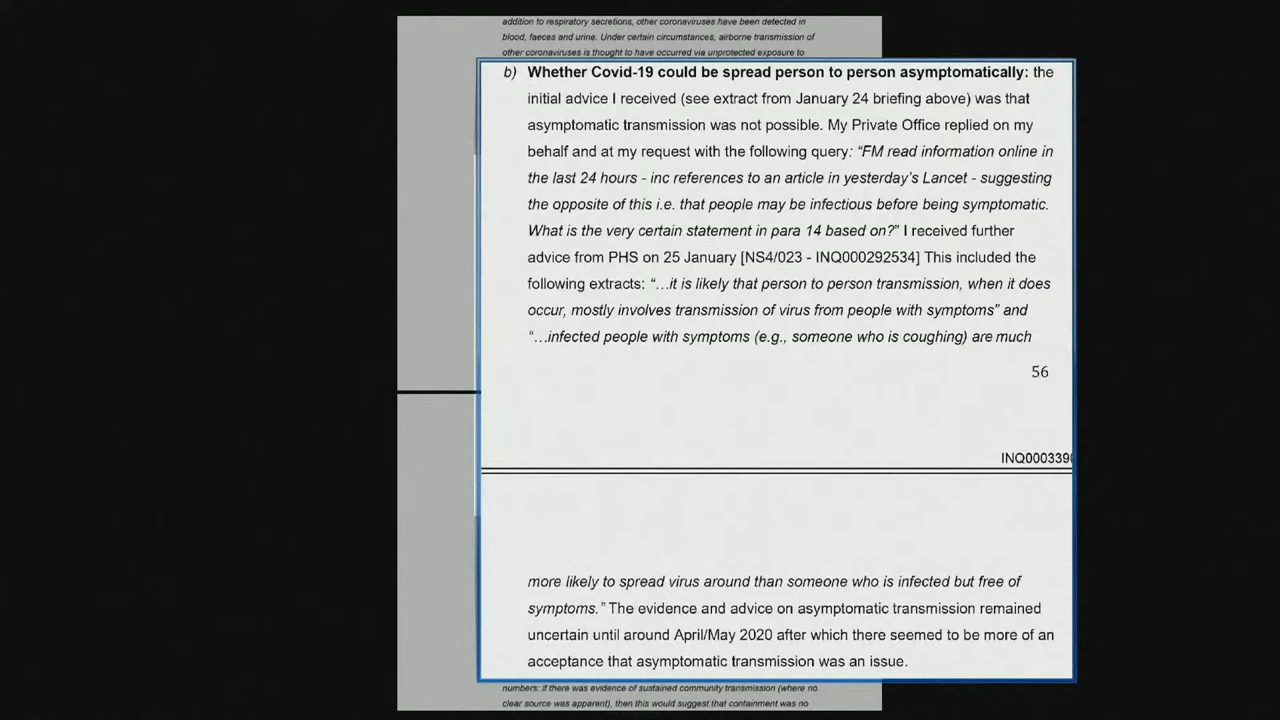 addition to respiratory secretions, other coronaviruses have been detected in
blood, faeces and urine. Under certain circumstances, airborne transmission of
other coronaviruses is thought to have occurred via unprotected exposure to
b) Whether Covid-19 could be spread person to person asymptomatically: the
initial advice I received (see extract from January 24 briefing above) was that
asymptomatic transmission was not possible. My Private Office replied on my
behalf and at my request with the following query: “FM read information online in
the last 24 hours - inc references to an article in yesterday’s Lancet - suggesting
the opposite of this i.e. that people may be infectious before being symptomatic.
What is the very certain statement in para 14 based on?” I received further
advice from PHS on 25 January [NS4/023 - INQ000292534] This included the
following extracts: “…it is likely that person to person transmission, when it does
occur, mostly involves transmission of virus from people with symptoms” and
“…infected people with symptoms (e.g., someone who is coughing) are much
56
INQ0003390
more likely to spread virus around than someone who is infected but free of
symptoms.” The evidence and advice on asymptomatic transmission remained
uncertain until around April/May 2020 after which there seemed to be more of an
acceptance that asymptomatic transmission was an issue.
numbers: if there was evidence of sustained community transmission (where no
clear source was apparent), then this would suggest that containment was no